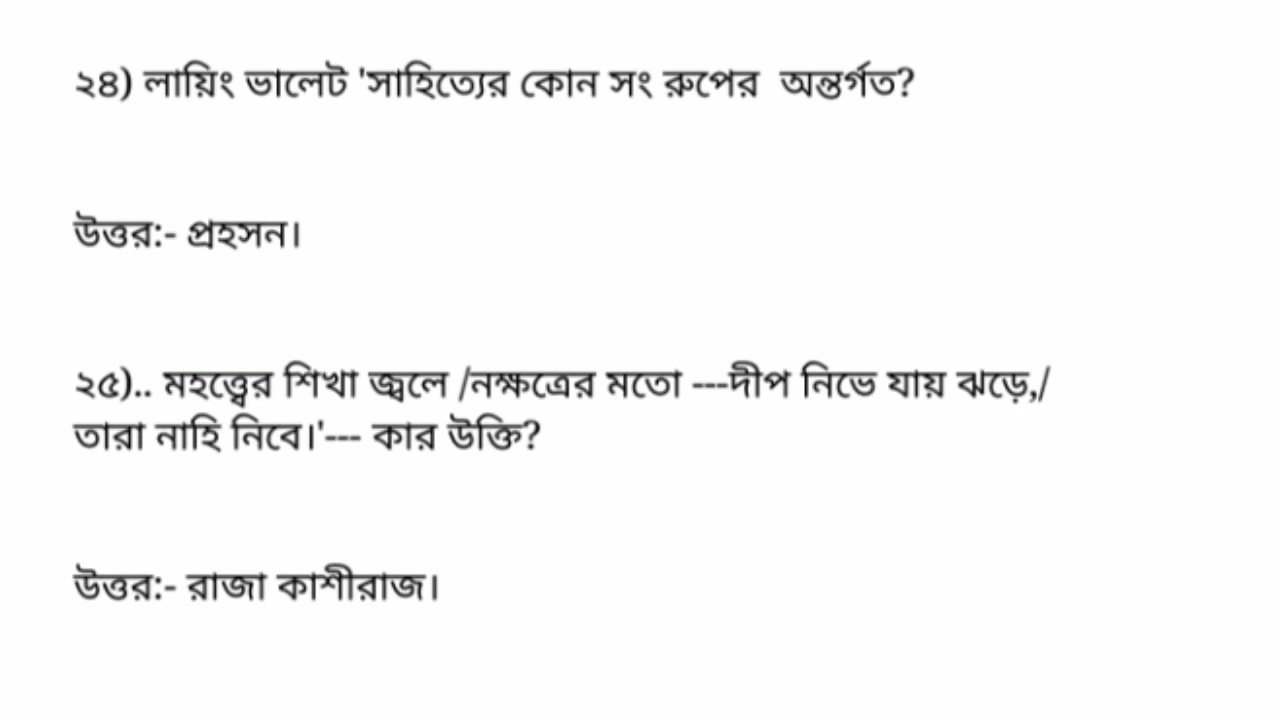 ২৪) লায়িং ভালেট 'সাহিত্যের কোন সং রুপের অন্তর্গত?
উত্তর:- প্রহসন।
২৫).. মহত্ত্বের শিখা জ্বলে /নক্ষত্রের মতো ---দীপ নিভে যায় ঝড়ে,/
তারা নাহি নিবে।'--- কার উক্তি?
উত্তর:- রাজা কাশীরাজ।